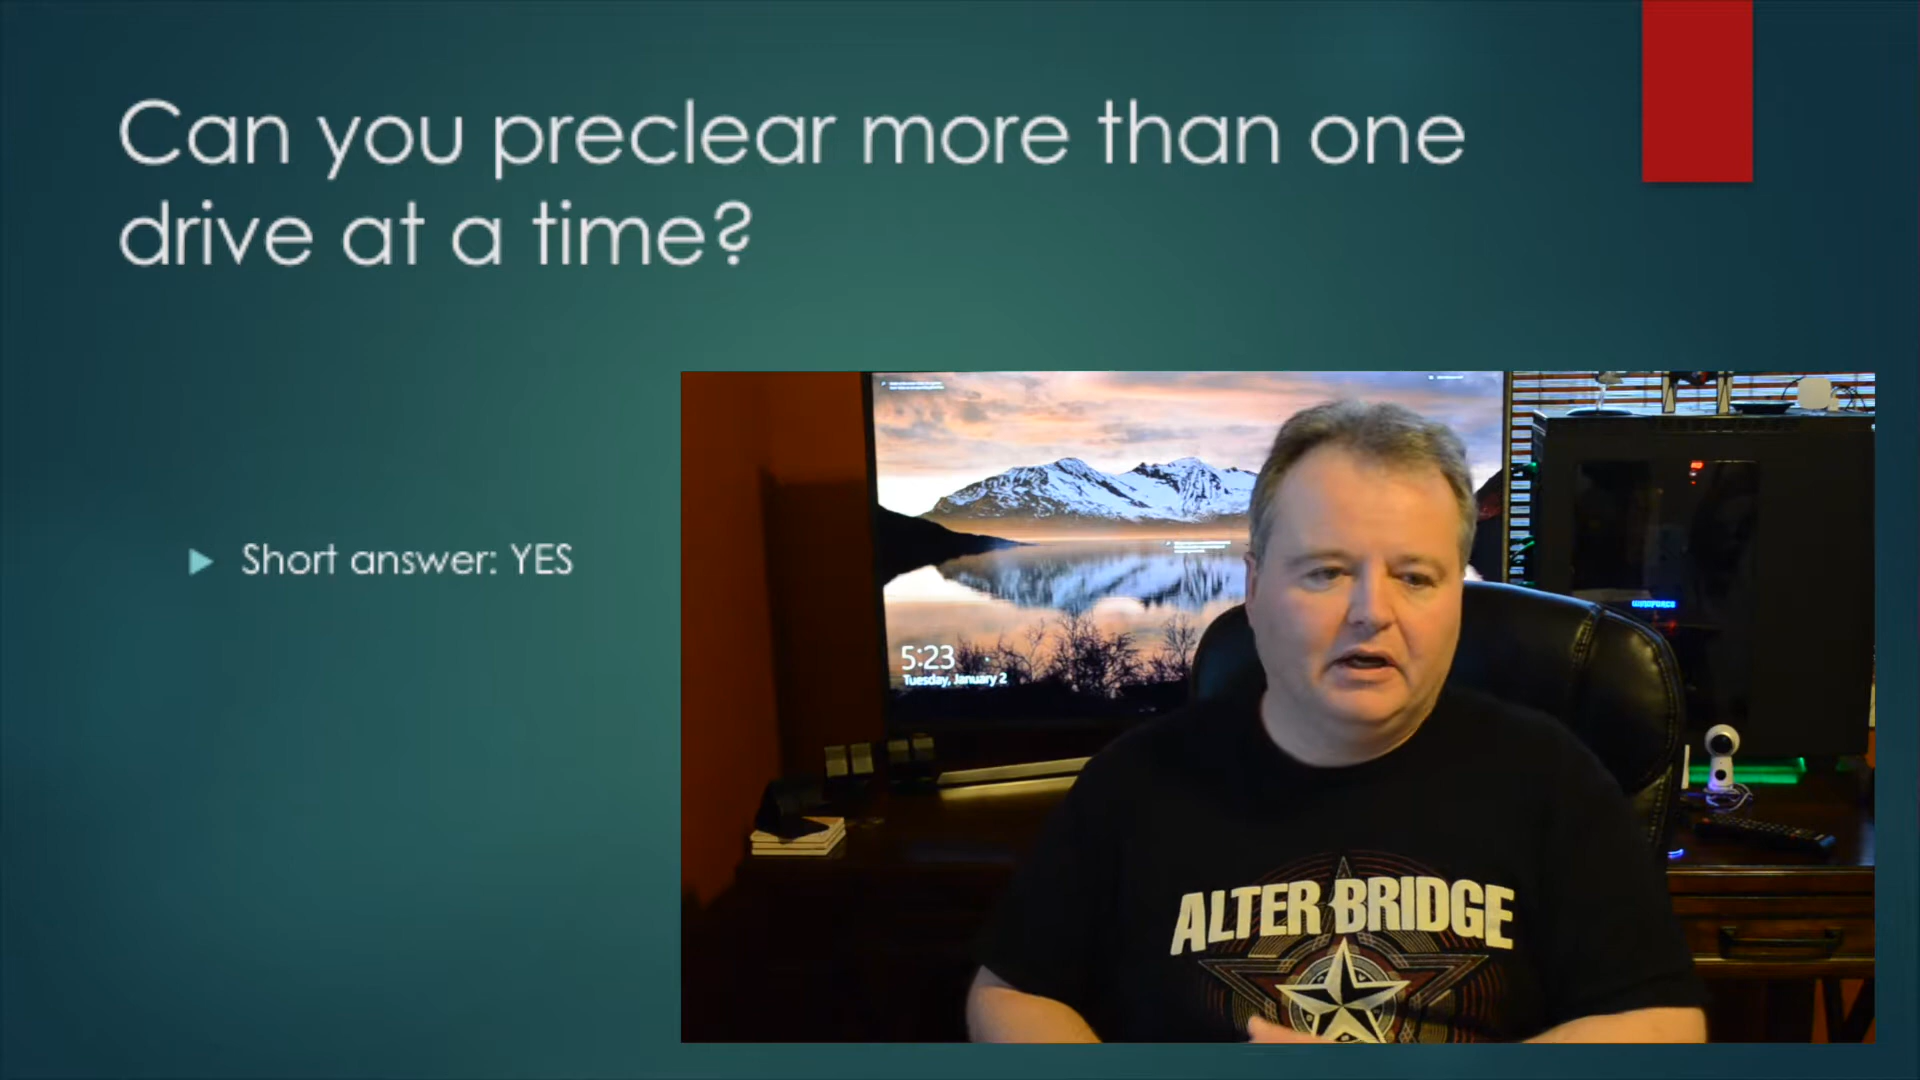 Can you preclear more than one
drive at a time?
Short answer: YES
5:23
Tuesday, January 2
WINDFORCE
ALTER BRIDGE